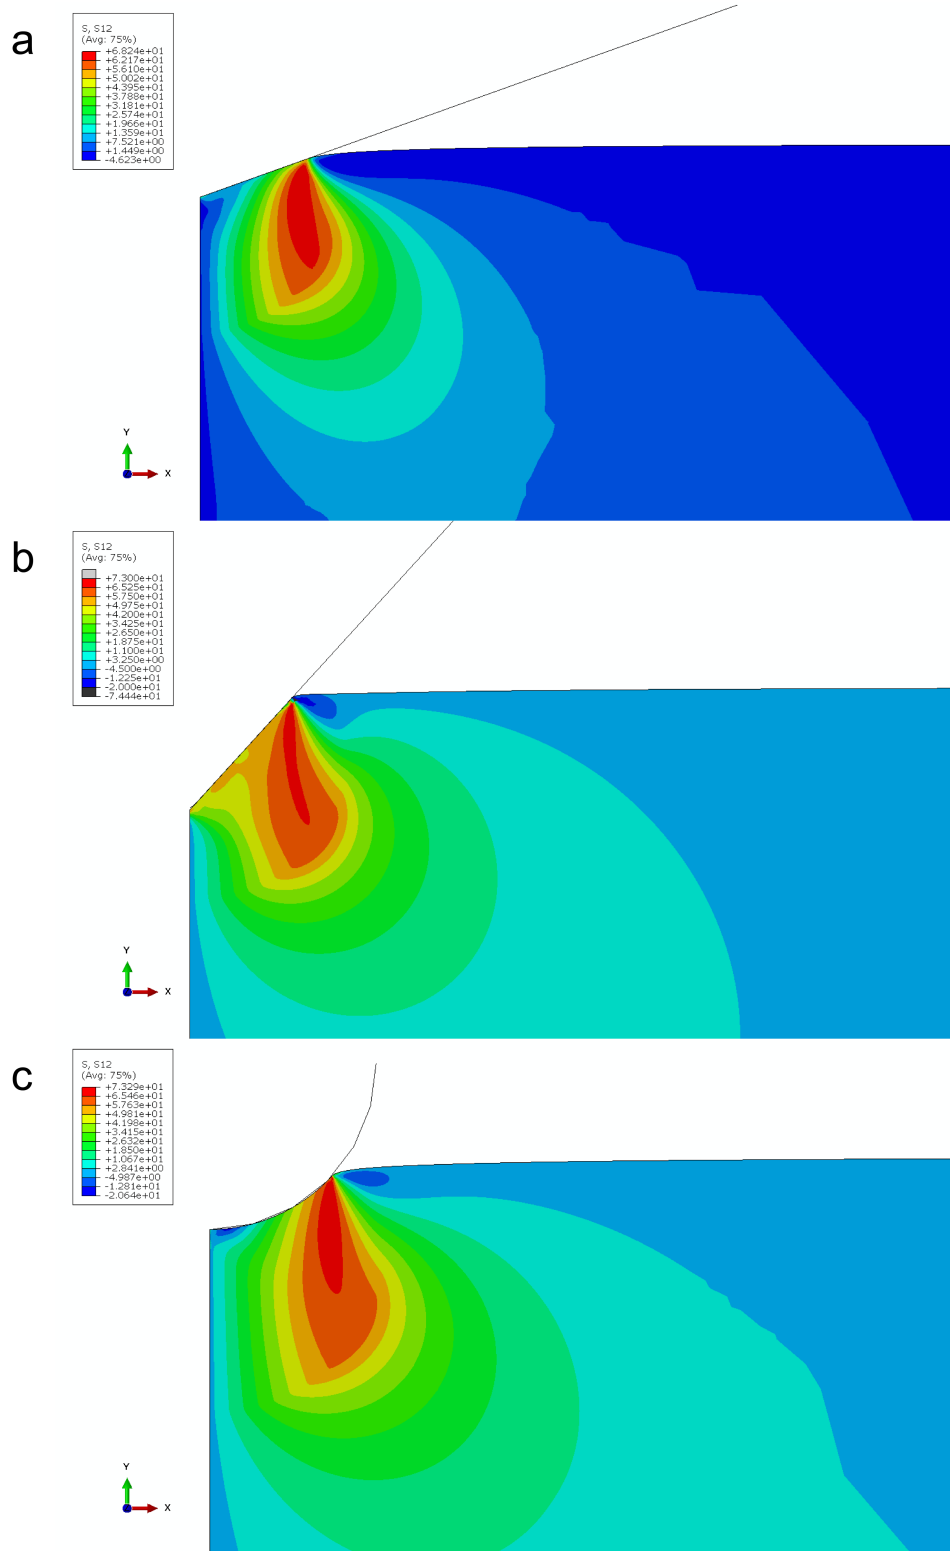 a
S, S12
(Avg: 75%)
+6.824e+01
+6.217e+01
+5.610e+01
+5.002e+01
+4.395e+01
+3.788e+01
+3.181e+01
+2.574e+01
+1.966e+01
+1.359e+01
+7.521e+00
+1.449e+00
-4.623e+00
Y
X
b
S, S12
(Avg: 75%)
+7.300e+01
+6.525e+01
+5.750e+01
+4.975e+01
+4.200e+01
+3.425e+01
+2.650e+01
+1.875e+01
+1.100e+01
+3.250e+00
-4.500e+00
-1.225e+01
-2.000e+01
-7.444e+01
Y
X
c
S, S12
(Avg: 75%)
+7.329e+01
+6.546e+01
+5.763e+01
+4.981e+01
+4.198e+01
+3.415e+01
+2.632e+01
+1.850e+01
+1.067e+01
+2.841e+00
-4.987e+00
-1.281e+01
-2.064e+01
Y
X